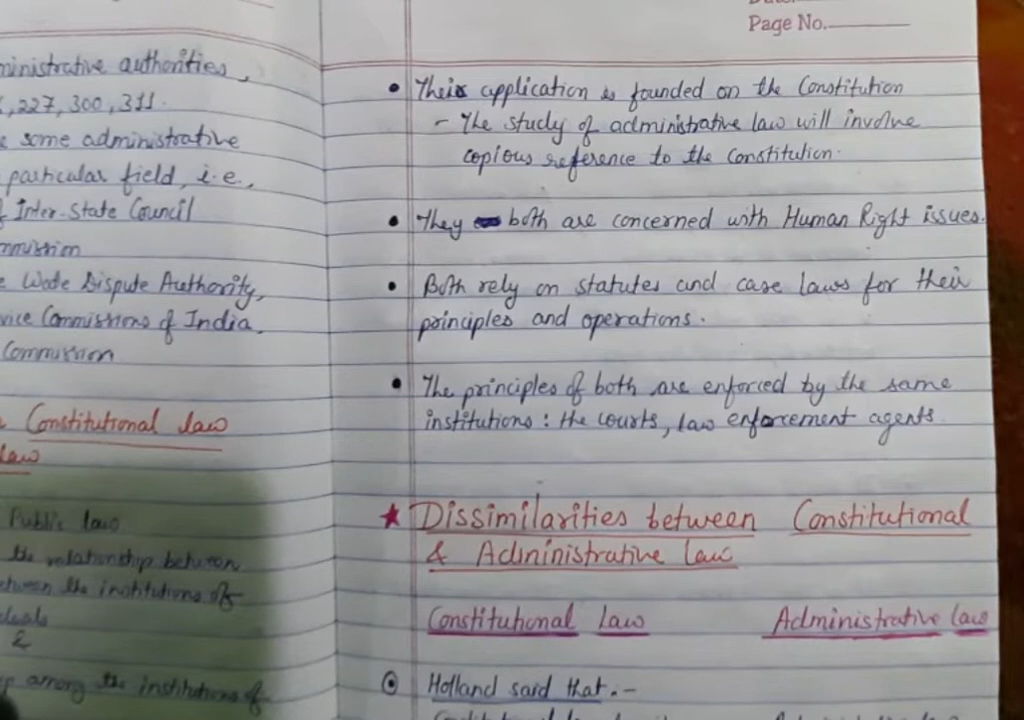 ministrative authorities,
,227, 300, 311.
some administrative
particular field, i.e.,
Inter-State Council
mmission
Wate Dispute Authority,
vice Commissions of India.
Commission
Constitutional law
law
Public law
the relationship between
between the institutions of
&
among the institutions of
Page No.
• Their application is founded on the Constitution
- The study of administrative law will involve
copious reference to the Constitution.
• They both are concerned with Human Right issues.
• Both rely on statutes and case laws for their
principles and operations.
• The principles of both are enforced by the same
institutions : the courts, law enforcement agents.
★ Dissimilarities between Constitutional
& Administrative law
Constitutional law Administrative law
Holland said that.-